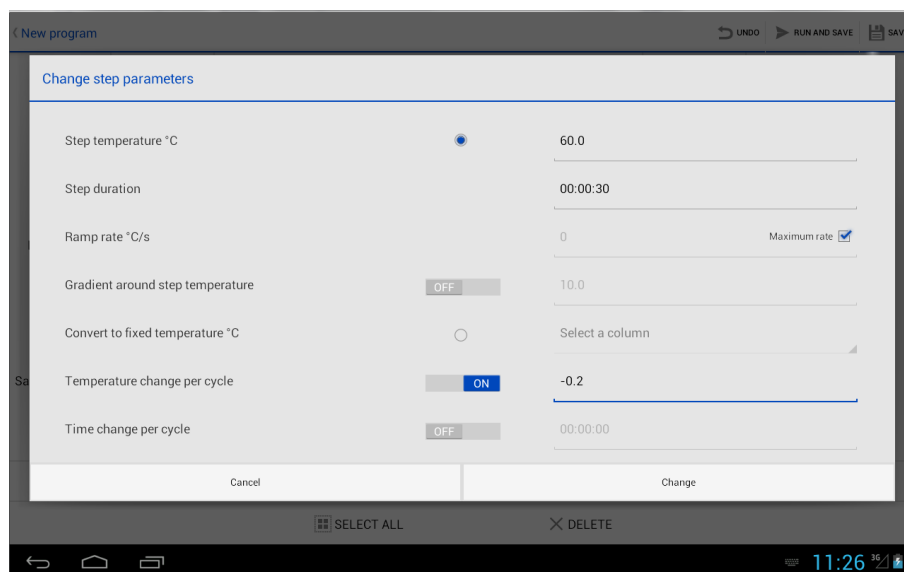 New program
UNDO
RUN AND SAVE
SAV
Change step parameters
Step temperature °C
60.0
Step duration
00:00:30
Ramp rate °C/s
0
Maximum rate
Gradient around step temperature
OFF
10.0
Convert to fixed temperature °C
Select a column
Sa
Temperature change per cycle
ON
-0.2
Time change per cycle
OFF
00:00:00
Cancel
Change
SELECT ALL
DELETE
11:26
3G